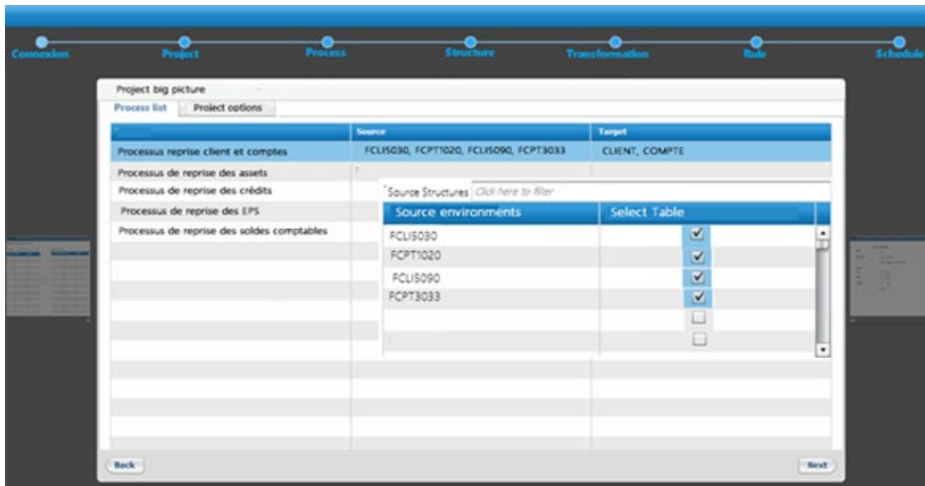 Connexion Project Process Structure Transformation Rule Schedule
Project big picture
Process list Project options
Source Target
Processus reprise client et comptes FCLIS030, FCPT1020, FCLIS090, FCPT3033 CLIENT, COMPTE
Processus de reprise des assets
Processus de reprise des crédits
Source Structures Click here to filter
Processus de reprise des EPS
Source environments Select Table
Processus de reprise des soldes comptables
FCLIS030
FCPT1020
FCLIS090
FCPT3033
Back Next